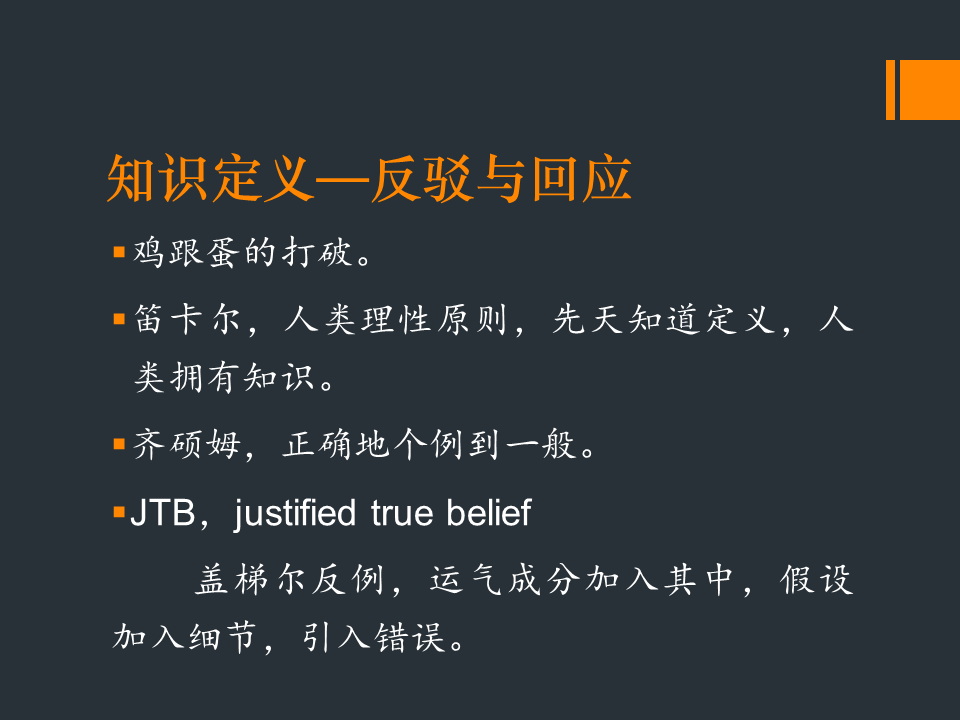 知识定义—反驳与回应
鸡跟蛋的打破。
笛卡尔，人类理性原则，先天知道定义，人
类拥有知识。
齐硕姆，正确地个例到一般。
JTB，justified true belief
盖梯尔反例，运气成分加入其中，假设
加入细节，引入错误。